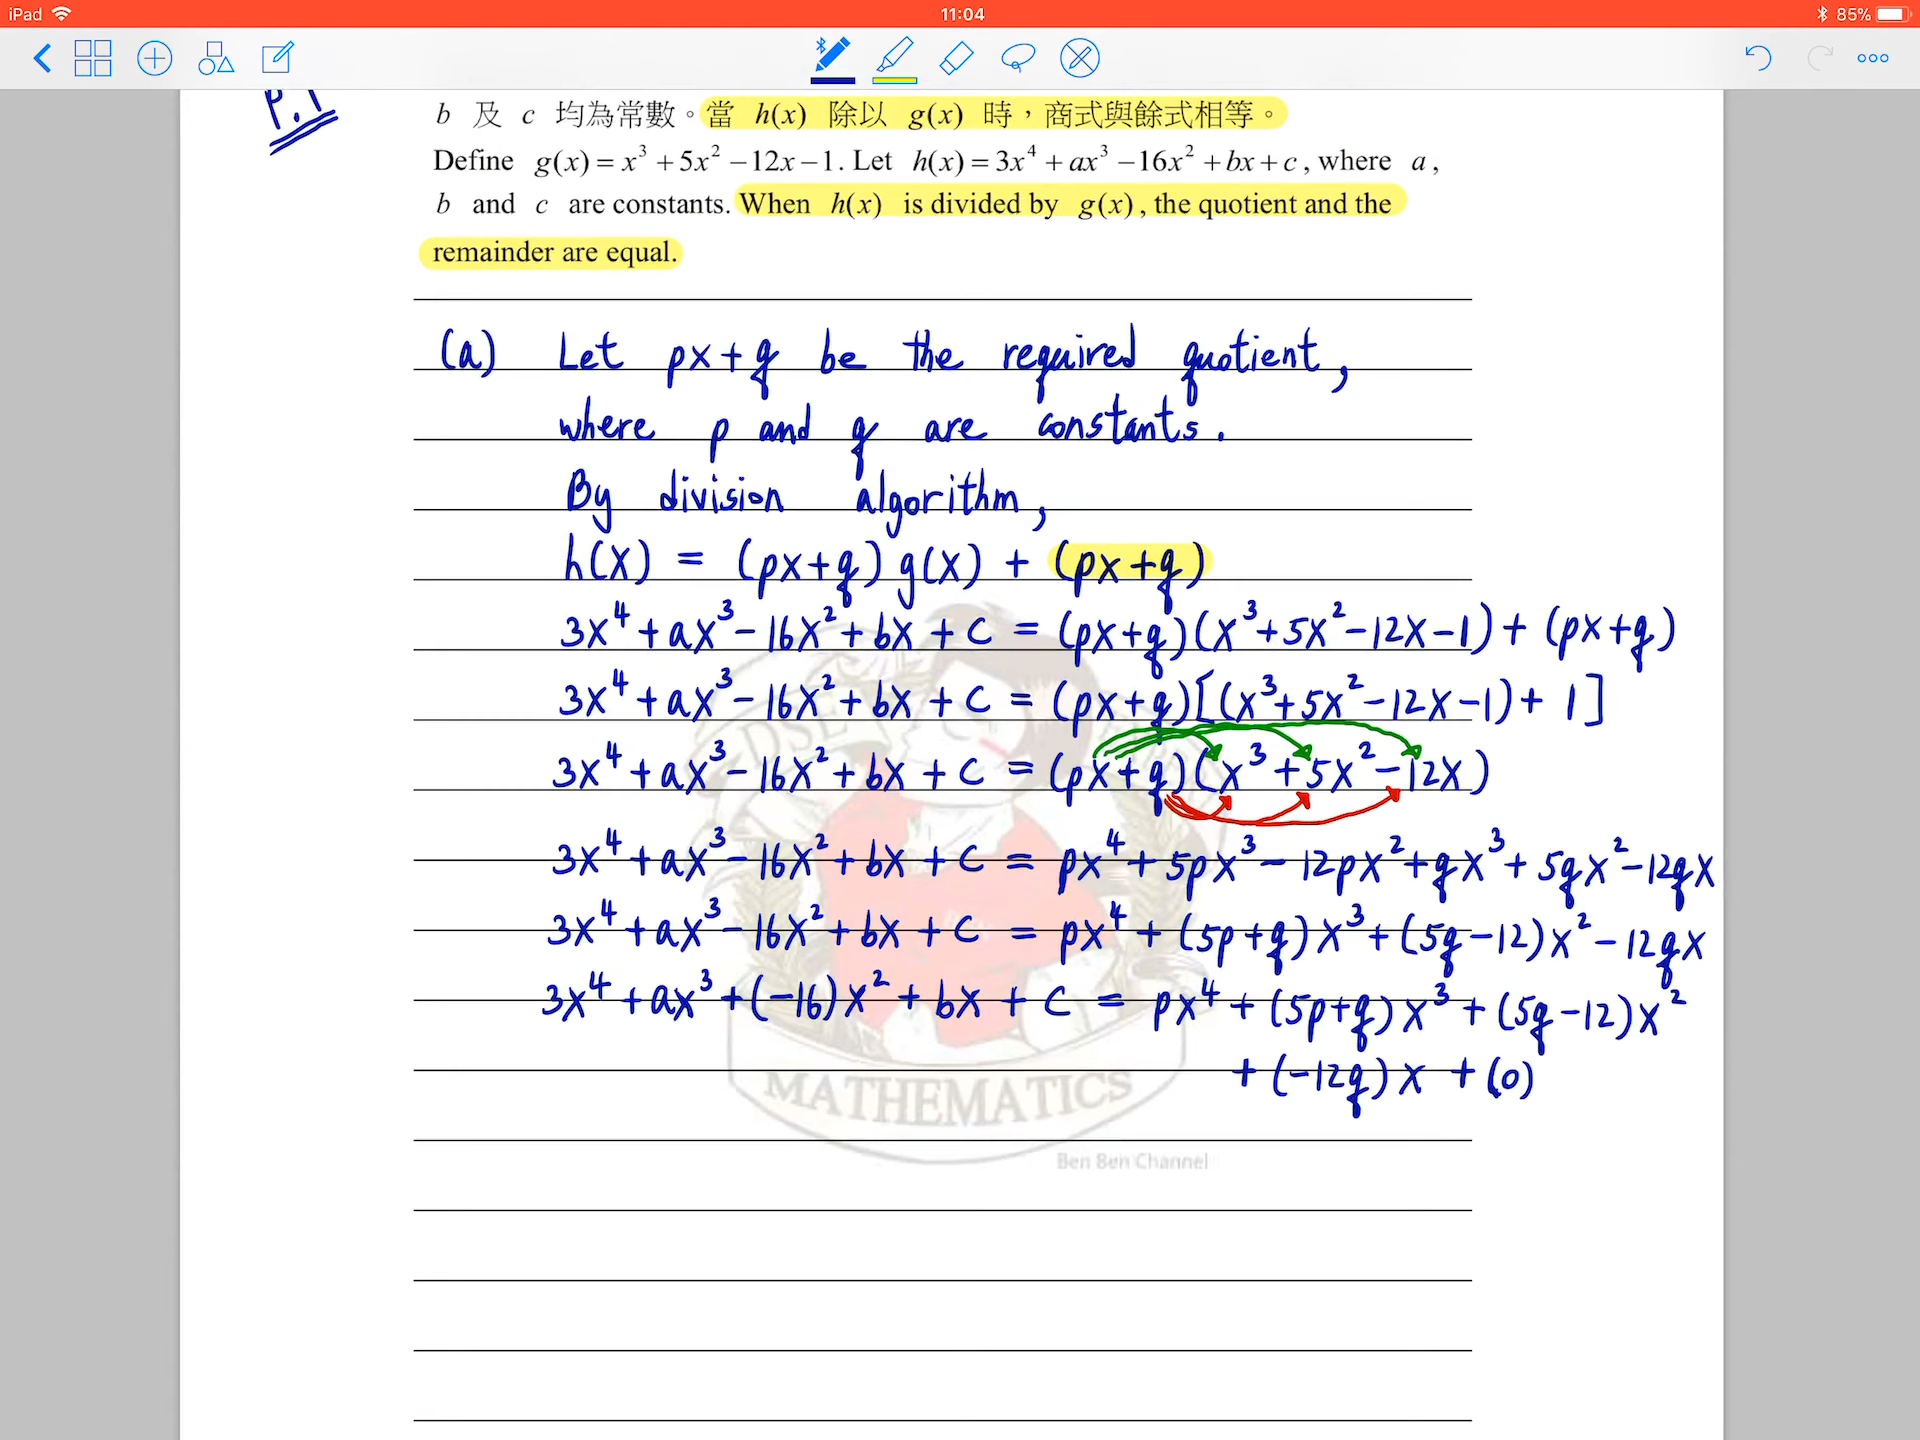 iPad 11:04 85%
P.1
b 及 c 均為常數。當 h(x) 除以 g(x) 時，商式與餘式相等。
Define g(x) = x³ + 5x² − 12x − 1. Let h(x) = 3x⁴ + ax³ − 16x² + bx + c, where a,
b and c are constants. When h(x) is divided by g(x), the quotient and the
remainder are equal.
(a) Let px+q be the required quotient,
where p and q are constants.
By division algorithm,
h(x) = (px+q) g(x) + (px+q)
3x⁴ + ax³ − 16x² + bx + c = (px+q)(x³+5x²−12x−1) + (px+q)
3x⁴ + ax³ − 16x² + bx + c = (px+q)[(x³+5x²−12x−1) + 1]
3x⁴ + ax³ − 16x² + bx + c = (px+q)(x³+5x²−12x)
3x⁴ + ax³ − 16x² + bx + c = px⁴ + 5px³ − 12px² + qx³ + 5qx² − 12qx
3x⁴ + ax³ − 16x² + bx + c = px⁴ + (5p+q)x³ + (5q−12)x² − 12qx
3x⁴ + ax³ + (−16)x² + bx + c = px⁴ + (5p+q)x³ + (5q−12)x²
+ (−12q)x + (0)
DSE
MATHEMATICS
Ben Ben Channel